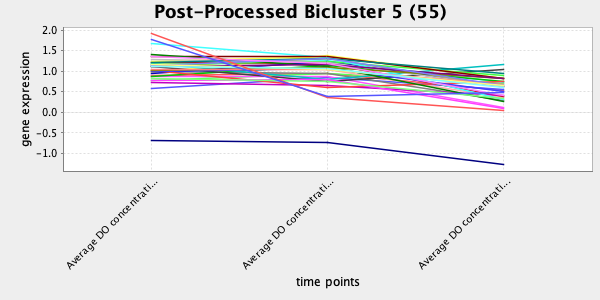 Post-Processed Bicluster 5 (55)
gene expression
2.0
1.5
1.0
0.5
0.0
-0.5
-1.0
Average DO concentrati...
Average DO concentrati...
Average DO concentrati...
time points